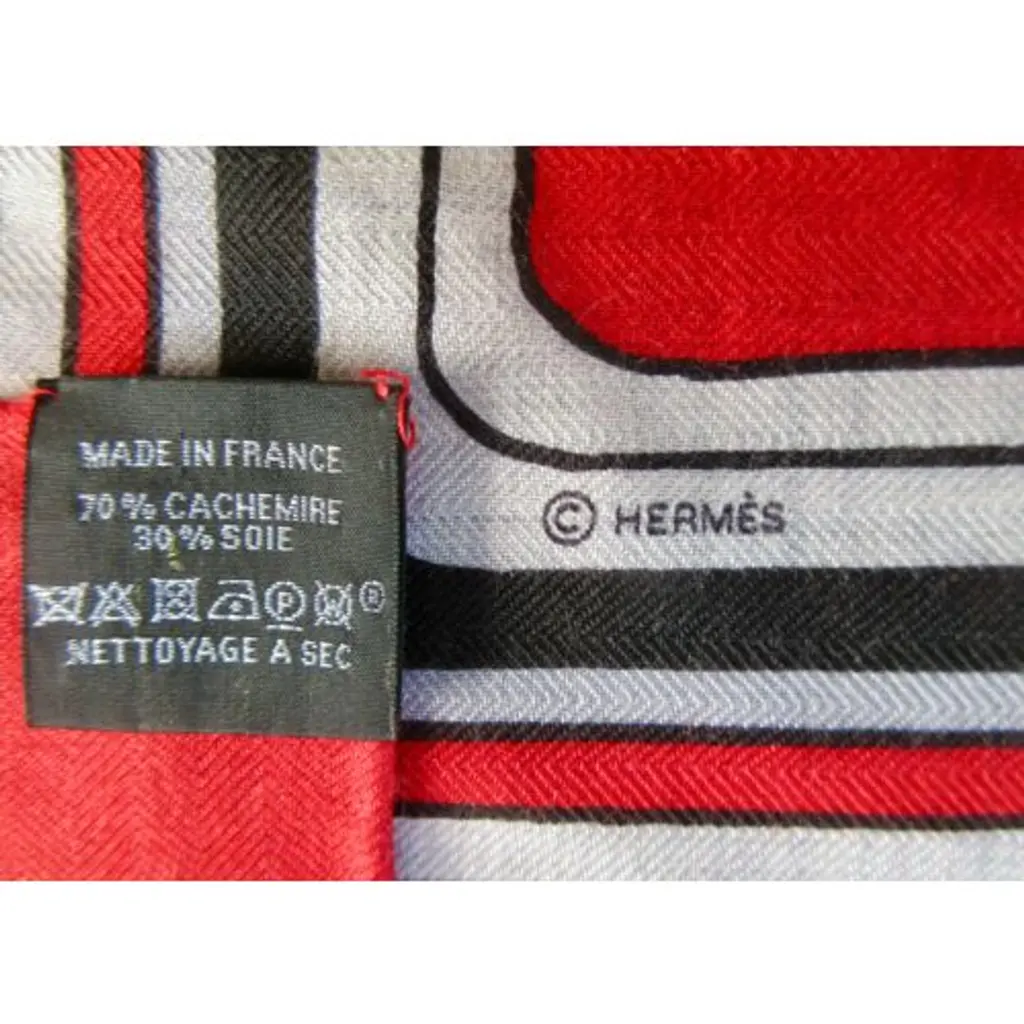 MADE IN FRANCE
70% CACHEMIRE
30% SOIE
P W ®
NETTOYAGE À SEC
© HERMÈS